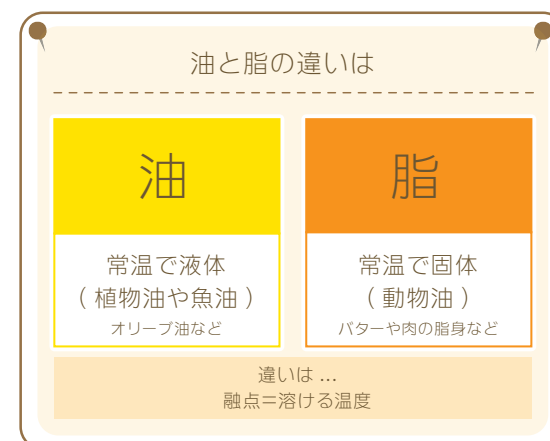 油と脂の違いは
油
常温で液体
( 植物油や魚油 )
オリーブ油など
脂
常温で固体
( 動物油 )
バターや肉の脂身など
違いは ...
融点＝溶ける温度